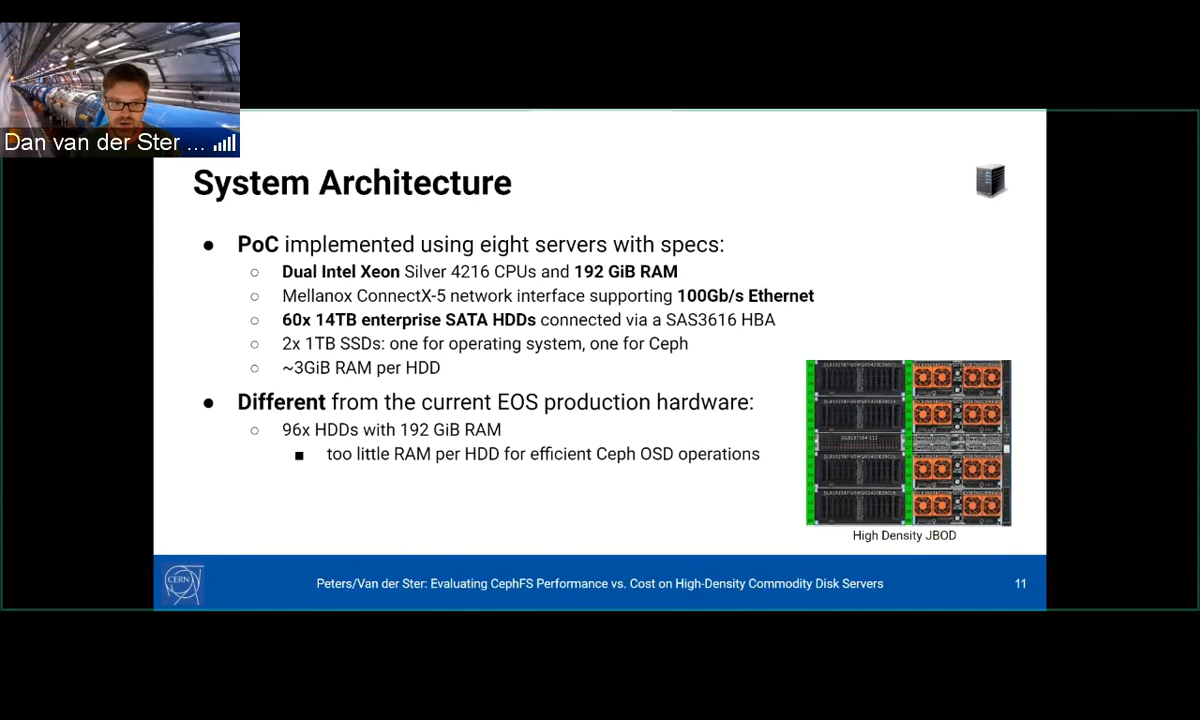 Dan van der Ster ...
System Architecture
● PoC implemented using eight servers with specs:
○ Dual Intel Xeon Silver 4216 CPUs and 192 GiB RAM
○ Mellanox ConnectX-5 network interface supporting 100Gb/s Ethernet
○ 60x 14TB enterprise SATA HDDs connected via a SAS3616 HBA
○ 2x 1TB SSDs: one for operating system, one for Ceph
○ ~3GiB RAM per HDD
● Different from the current EOS production hardware:
○ 96x HDDs with 192 GiB RAM
■ too little RAM per HDD for efficient Ceph OSD operations
High Density JBOD
CERN
Peters/Van der Ster: Evaluating CephFS Performance vs. Cost on High-Density Commodity Disk Servers
11